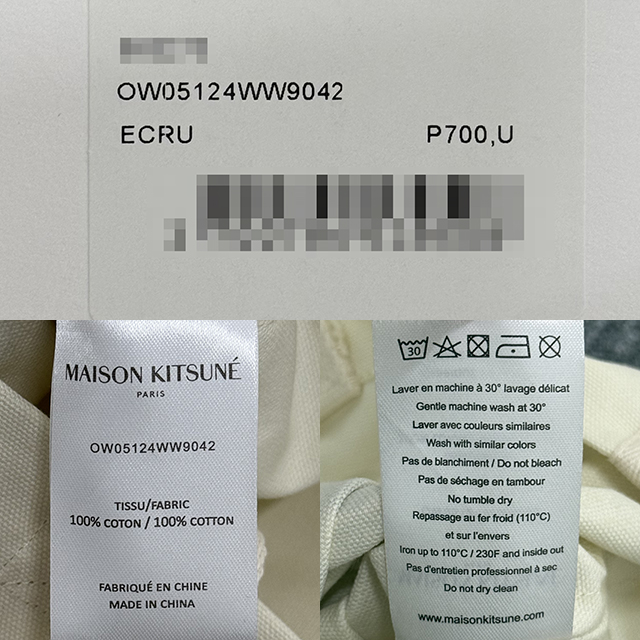 OW05124WW9042
ECRU P700,U
MAISON KITSUNÉ
PARIS
OW05124WW9042
TISSU/FABRIC
100% COTON / 100% COTTON
FABRIQUÉ EN CHINE
MADE IN CHINA
30
Laver en machine à 30° lavage délicat
Gentle machine wash at 30°
Laver avec couleurs similaires
Wash with similar colors
Pas de blanchiment / Do not bleach
Pas de séchage en tambour
No tumble dry
Repassage au fer froid (110°C)
et sur l'envers
Iron up to 110°C / 230F and inside out
Pas d'entretien professionnel à sec
Do not dry clean
www.maisonkitsune.com